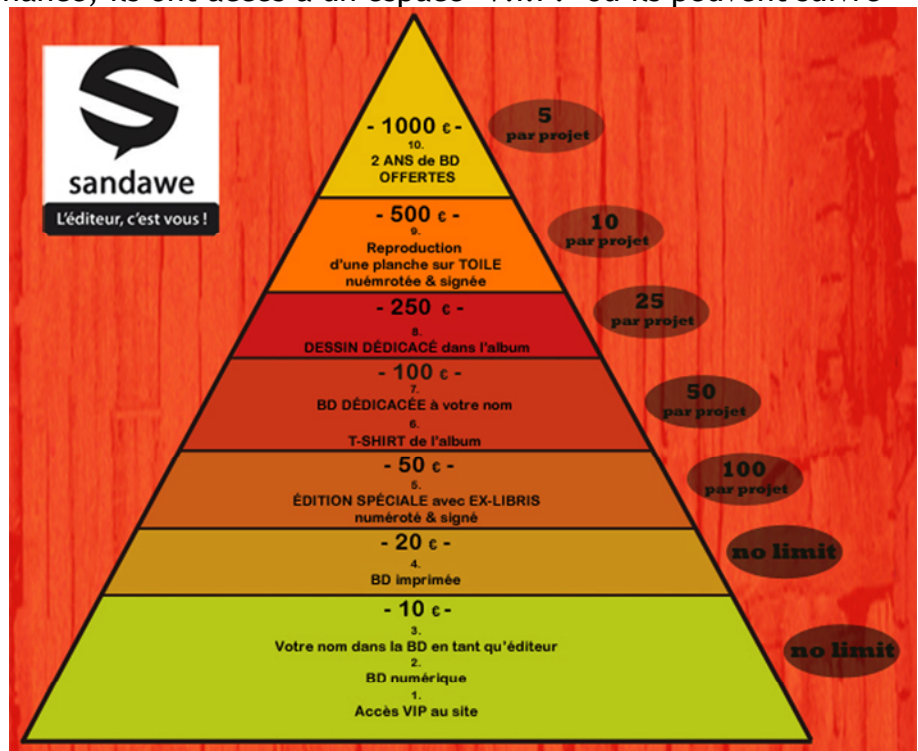 sandawe
L'éditeur, c'est vous !
- 1000 € -
10.
2 ANS de BD
OFFERTES
5
par projet
- 500 € -
9.
Reproduction
d'une planche sur TOILE
nuémrotée & signée
10
par projet
- 250 € -
8.
DESSIN DÉDICACÉ dans l'album
25
par projet
- 100 € -
7.
BD DÉDICACÉE à votre nom
6.
T-SHIRT de l'album
50
par projet
- 50 € -
5.
ÉDITION SPÉCIALE avec EX-LIBRIS
numéroté & signé
100
par projet
- 20 € -
4.
BD imprimée
no limit
- 10 € -
3.
Votre nom dans la BD en tant qu'éditeur
2.
BD numérique
1.
Accès VIP au site
no limit